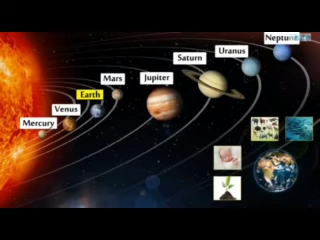 Mercury
Venus
Earth
Mars
Jupiter
Saturn
Uranus
Neptune